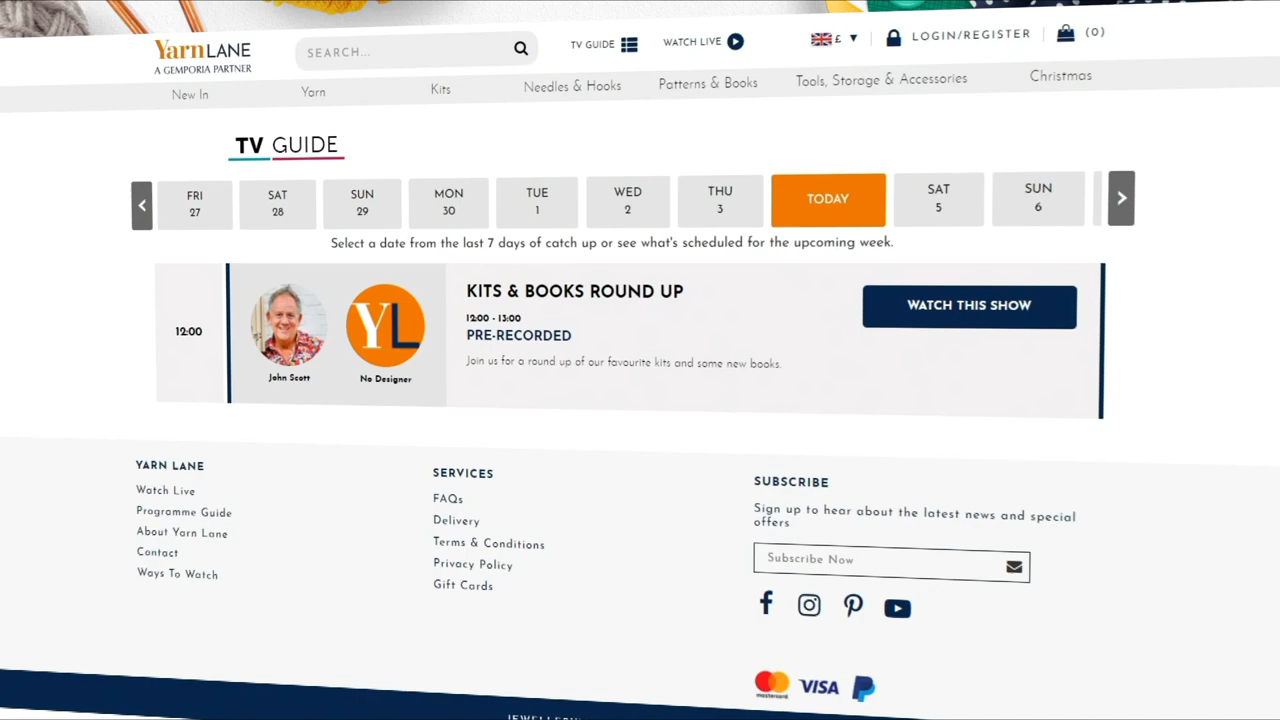 Yarn LANE
A GEMPORIA PARTNER
SEARCH...
TV GUIDE
WATCH LIVE
£
LOGIN/REGISTER
(0)
New In
Yarn
Kits
Needles & Hooks
Patterns & Books
Tools, Storage & Accessories
Christmas
TV GUIDE
FRI
27
SAT
28
SUN
29
MON
30
TUE
1
WED
2
THU
3
TODAY
SAT
5
SUN
6
Select a date from the last 7 days of catch up or see what's scheduled for the upcoming week.
12:00
YL
John Scott
No Designer
KITS & BOOKS ROUND UP
12:00 - 13:00
PRE-RECORDED
Join us for a round up of our favourite kits and some new books.
WATCH THIS SHOW
YARN LANE
Watch Live
Programme Guide
About Yarn Lane
Contact
Ways To Watch
SERVICES
FAQs
Delivery
Terms & Conditions
Privacy Policy
Gift Cards
SUBSCRIBE
Sign up to hear about the latest news and special
offers
Subscribe Now
mastercard
VISA